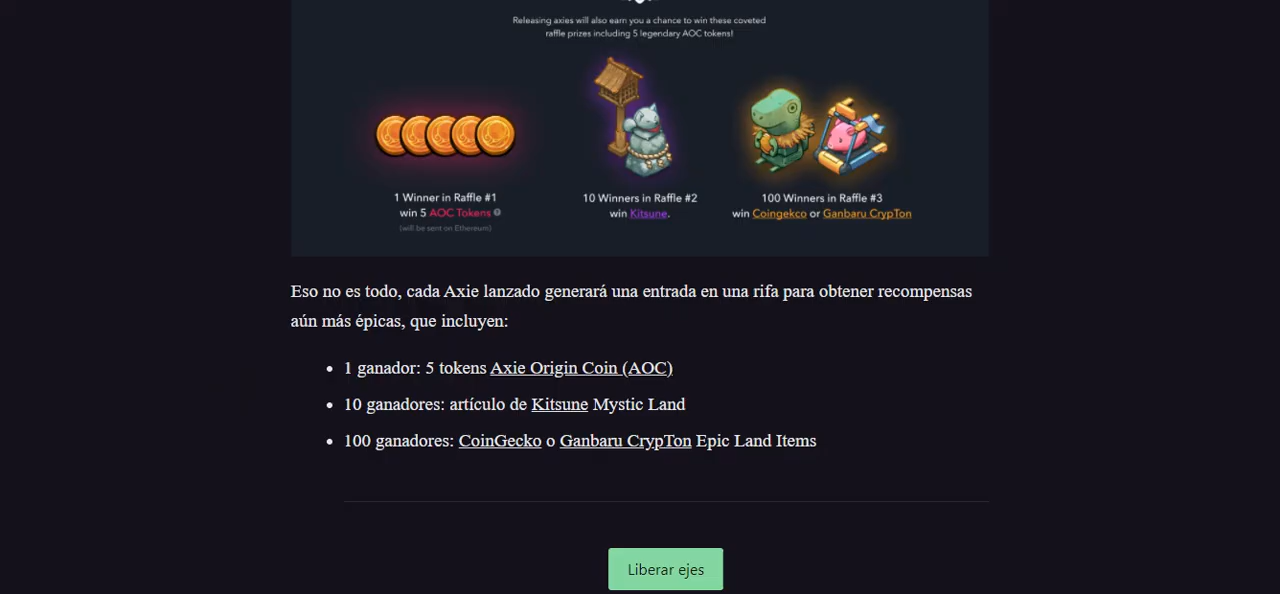 Releasing axies will also earn you a chance to win these coveted
raffle prizes including 5 legendary AOC tokens!
1 Winner in Raffle #1
win 5 AOC Tokens
(will be sent on Ethereum)
10 Winners in Raffle #2
win Kitsune.
100 Winners in Raffle #3
win Coingekco or Ganbaru CrypTon
Eso no es todo, cada Axie lanzado generará una entrada en una rifa para obtener recompensas
aún más épicas, que incluyen:
• 1 ganador: 5 tokens Axie Origin Coin (AOC)
• 10 ganadores: artículo de Kitsune Mystic Land
• 100 ganadores: CoinGecko o Ganbaru CrypTon Epic Land Items
Liberar ejes